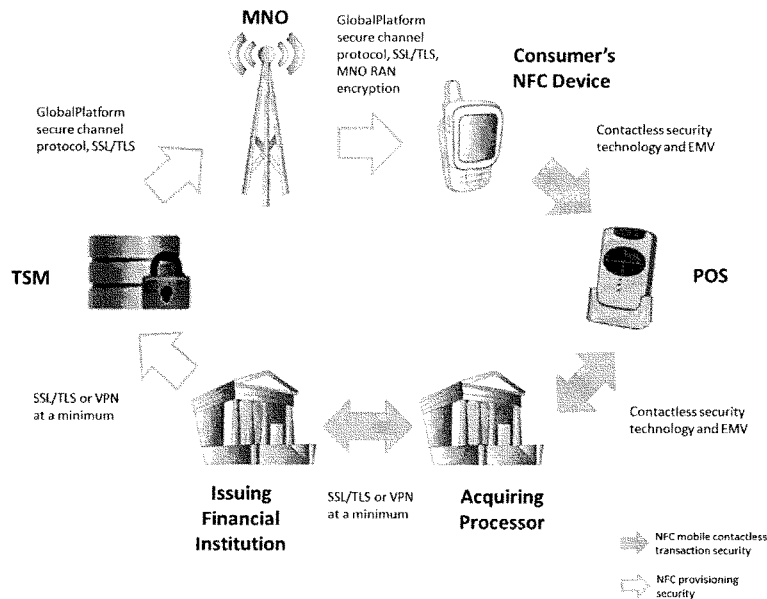 MNO
GlobalPlatform
secure channel
protocol, SSL/TLS,
MNO RAN
encryption
Consumer's
NFC Device
GlobalPlatform
secure channel
protocol, SSL/TLS
Contactless security
technology and EMV
TSM
POS
SSL/TLS or VPN
at a minimum
Contactless security
technology and EMV
Issuing
Financial
Institution
SSL/TLS or VPN
at a minimum
Acquiring
Processor
NFC mobile contactless
transaction security
NFC provisioning
security